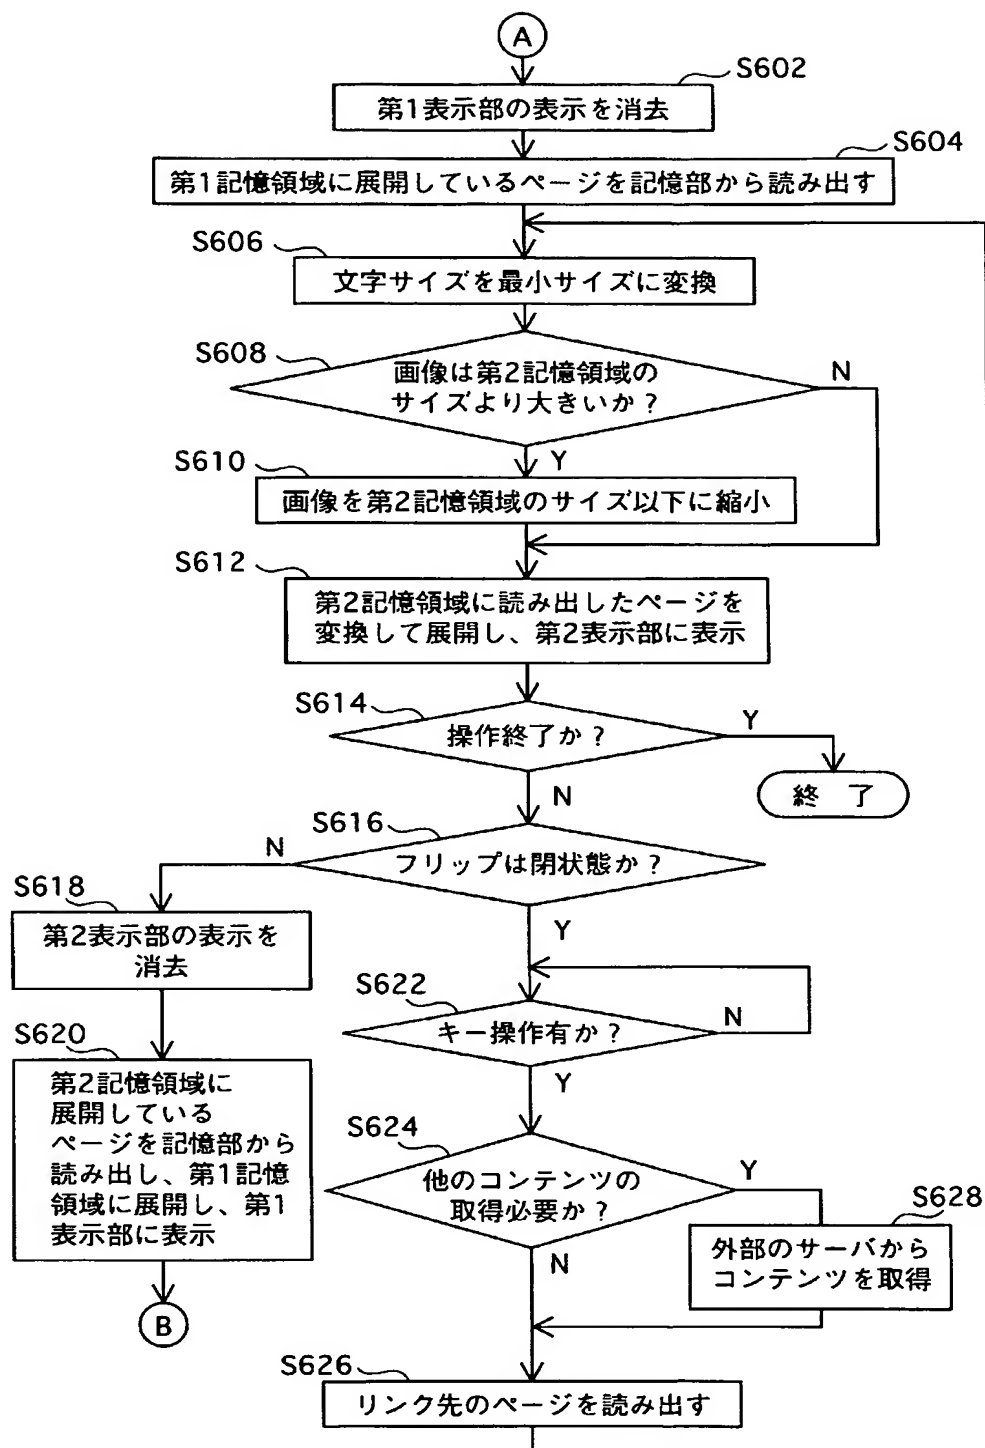 A
S602
第1表示部の表示を消去
S604
第1記憶領域に展開しているページを記憶部から読み出す
S606
文字サイズを最小サイズに変換
S608
画像は第2記憶領域の
サイズより大きいか？
N
Y
S610
画像を第2記憶領域のサイズ以下に縮小
S612
第2記憶領域に読み出したページを
変換して展開し、第2表示部に表示
S614
操作終了か？
Y
終 了
N
S616
フリップは閉状態か？
N
Y
S618
第2表示部の表示を
消去
S622
キー操作有か？
N
Y
S620
第2記憶領域に
展開している
ページを記憶部から
読み出し、第1記憶
領域に展開し、第1
表示部に表示
B
S624
他のコンテンツの
取得必要か？
Y
N
S628
外部のサーバから
コンテンツを取得
S626
リンク先のページを読み出す